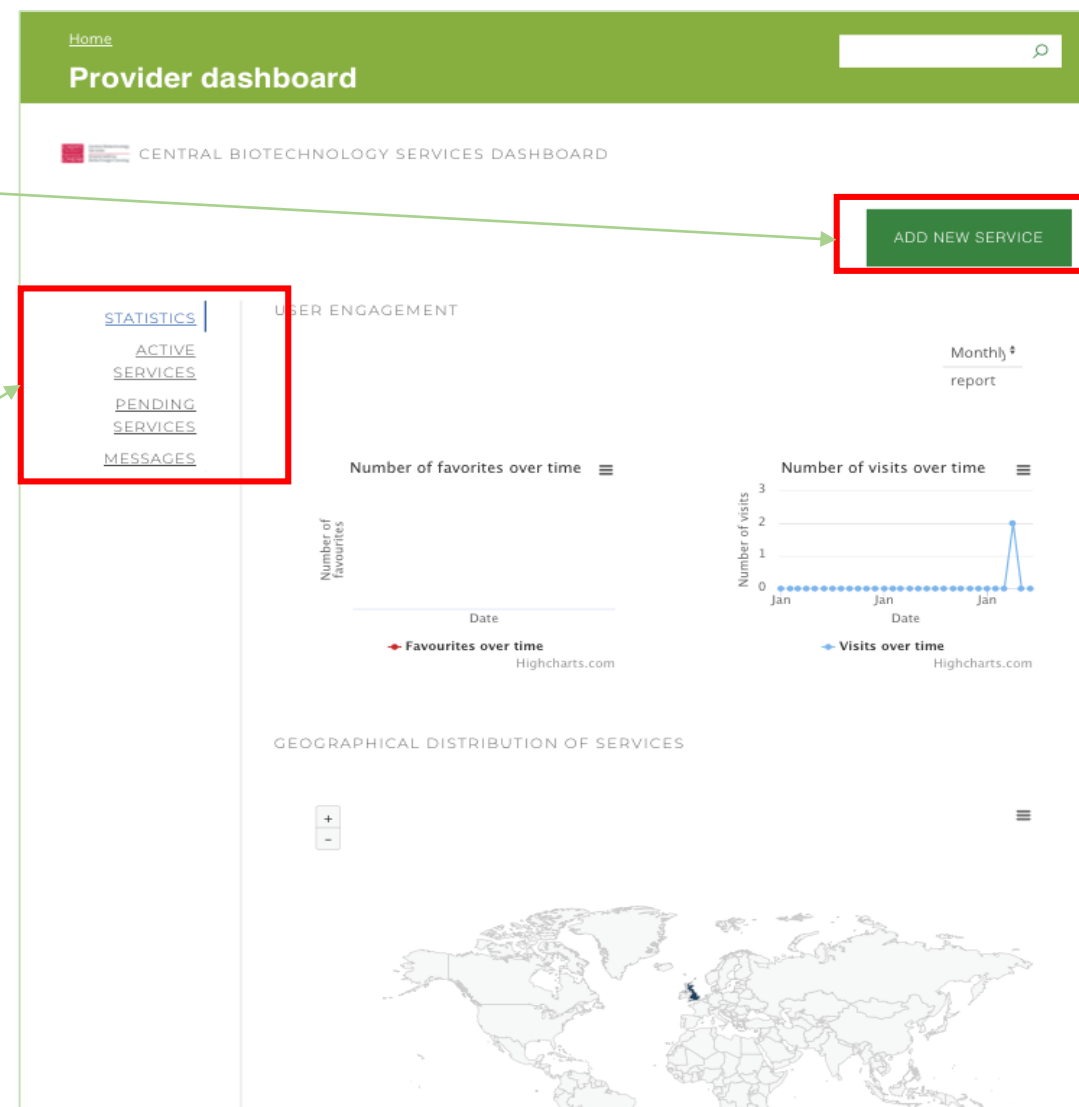 Home
Provider dashboard
CENTRAL BIOTECHNOLOGY SERVICES DASHBOARD
ADD NEW SERVICE
STATISTICS
ACTIVE
SERVICES
PENDING
SERVICES
MESSAGES
USER ENGAGEMENT
Monthly
report
Number of favorites over time
Number of
favourites
Date
Favourites over time
Highcharts.com
Number of visits over time
Number of visits
3
2
1
0
Jan Jan Jan
Date
Visits over time
Highcharts.com
GEOGRAPHICAL DISTRIBUTION OF SERVICES
+
-